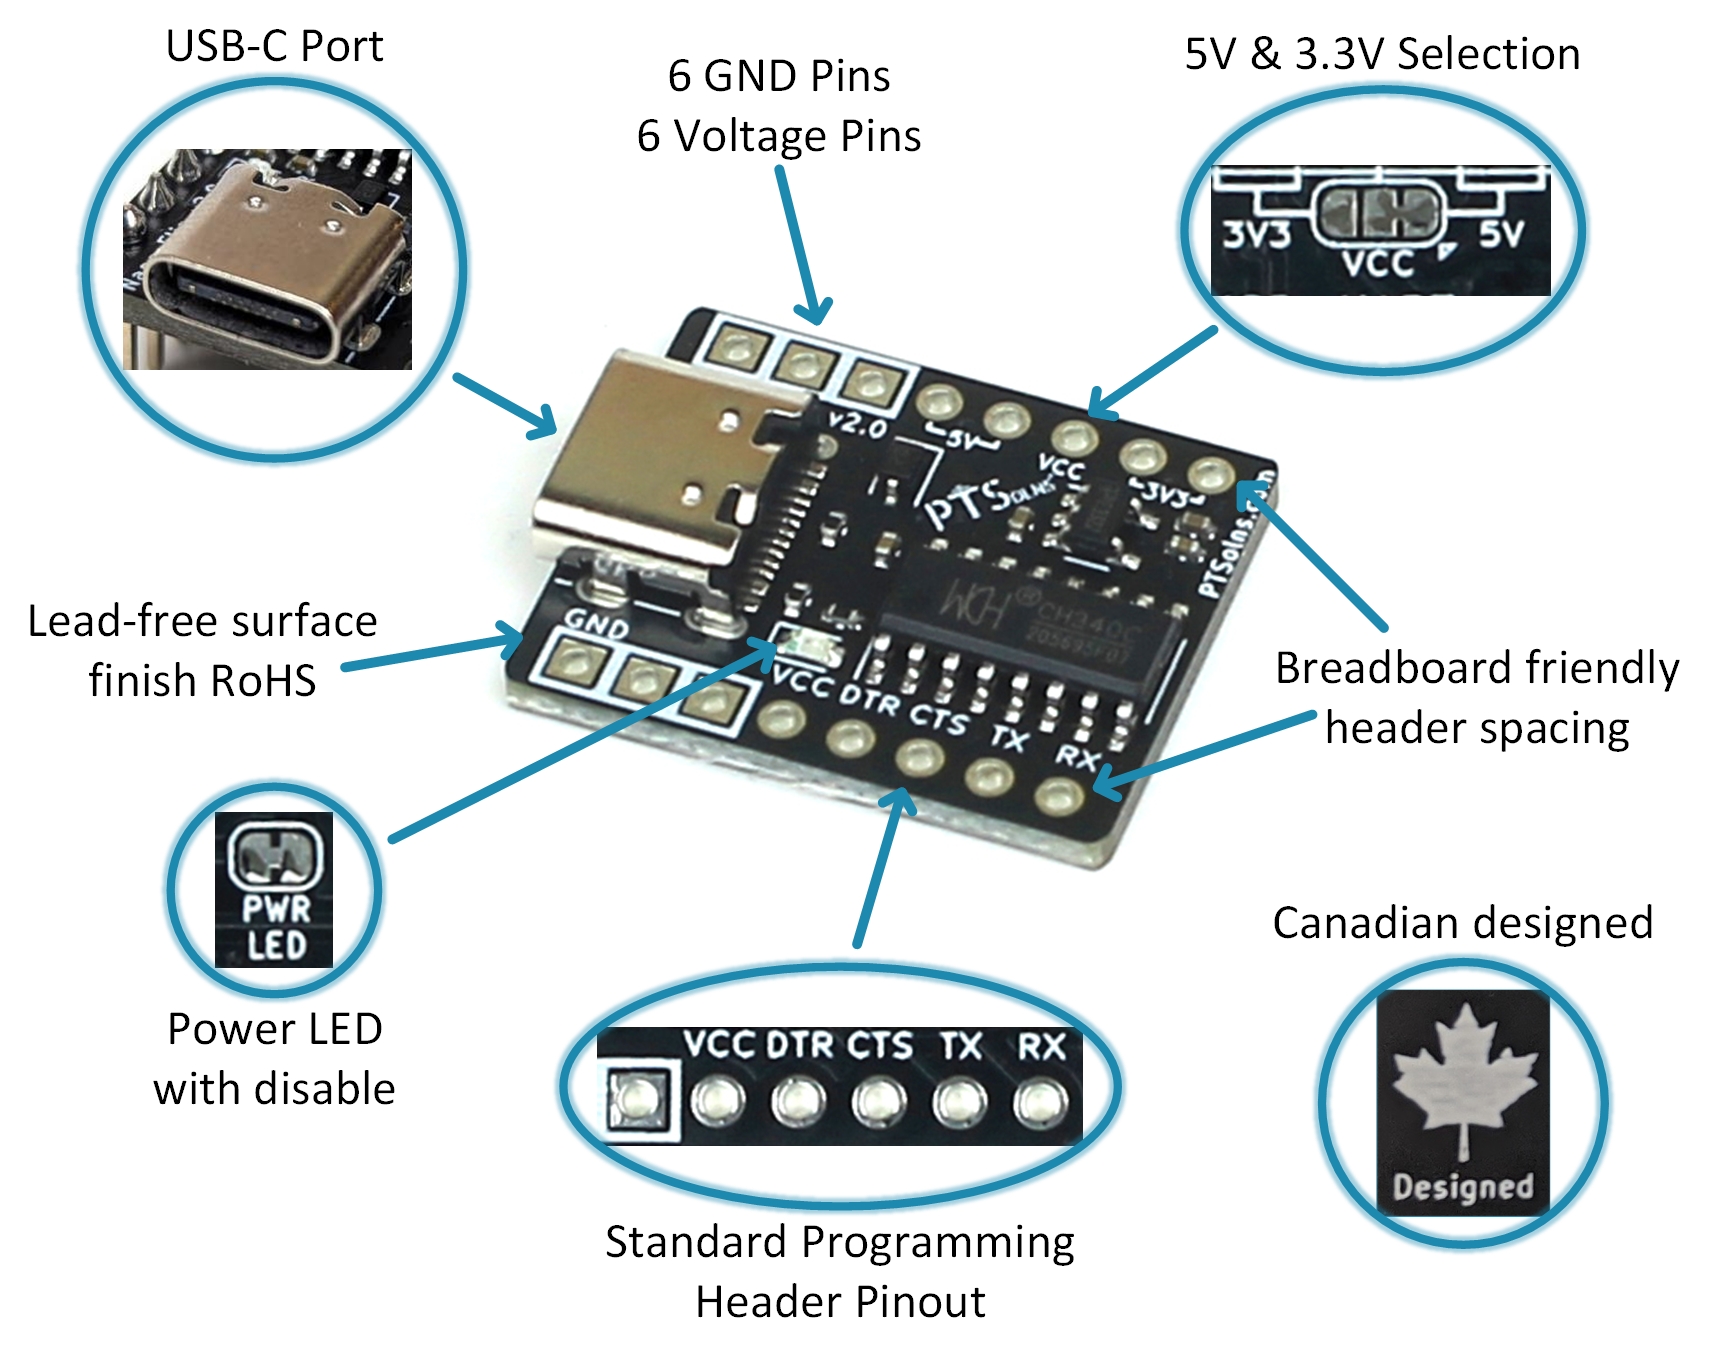 USB-C Port
6 GND Pins
6 Voltage Pins
5V & 3.3V Selection
3V3
5V
VCC
v2.0
5V
VCC
3V3
PTSOLNS
PTSolns.com
WCH® CH340C
205695F07
GND
VCC DTR CTS TX RX
Lead-free surface
finish RoHS
Breadboard friendly
header spacing
PWR
LED
Power LED
with disable
VCC DTR CTS TX RX
Standard Programming
Header Pinout
Canadian designed
Designed